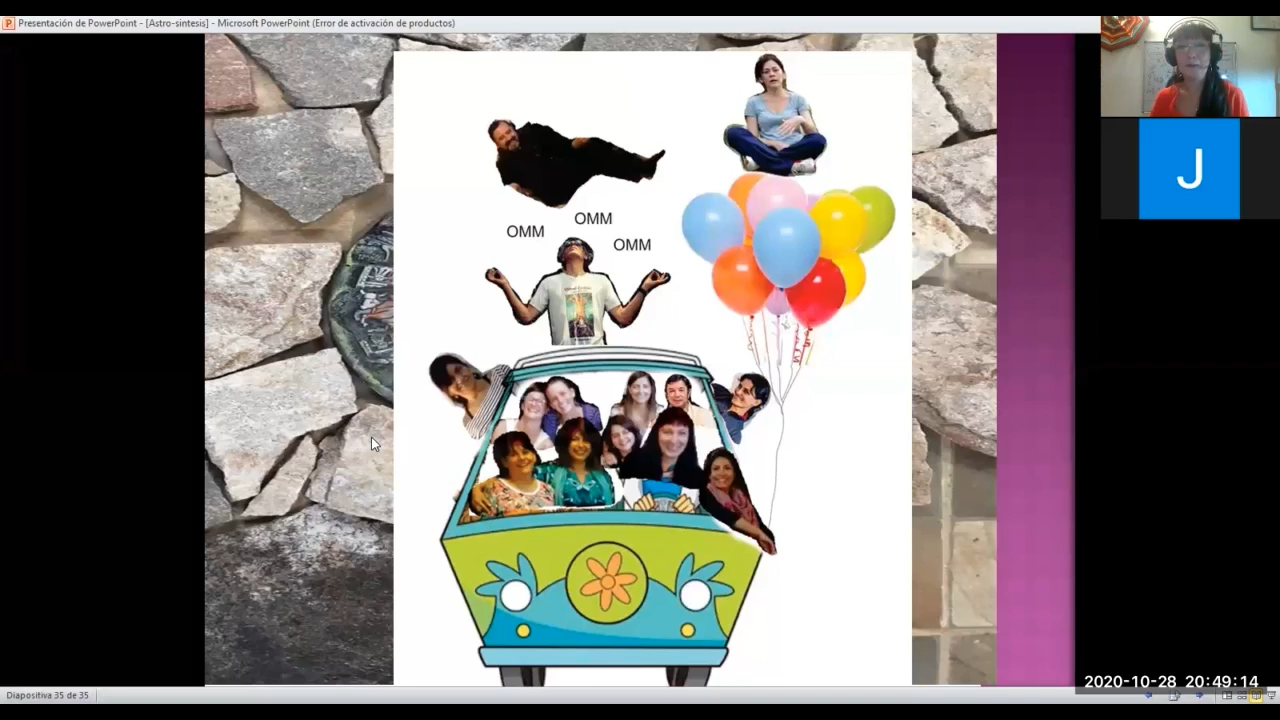 Presentación de PowerPoint - [Astro-sintesis] - Microsoft PowerPoint (Error de activación de productos)
OMM
OMM
OMM
J
2020-10-28 20:49:14
Diapositiva 35 de 35